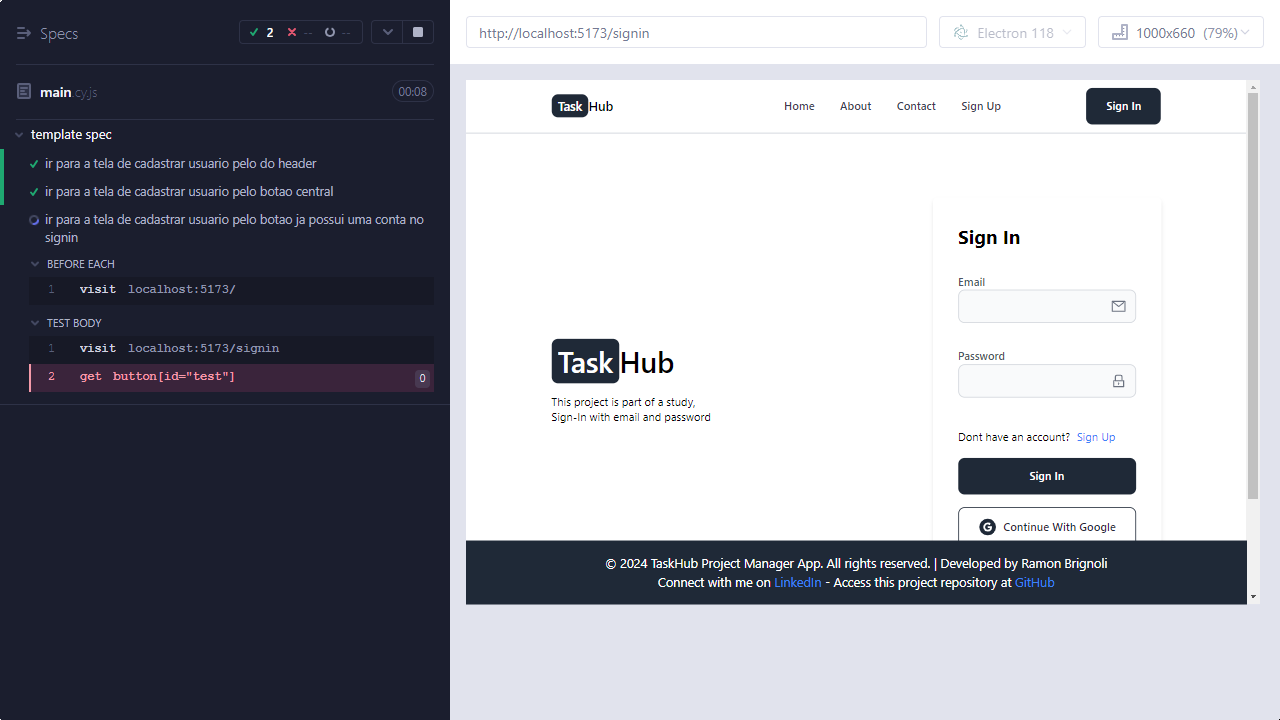 Specs
2
--
--
main.cy.js
00:08
template spec
ir para a tela de cadastrar usuario pelo do header
ir para a tela de cadastrar usuario pelo botao central
ir para a tela de cadastrar usuario pelo botao ja possui uma conta no
signin
BEFORE EACH
1 visit localhost:5173/
TEST BODY
1 visit localhost:5173/signin
2 get button[id="test"] 0
http://localhost:5173/signin
Electron 118
1000x660 (79%)
TaskHub
Home About Contact Sign Up
Sign In
TaskHub
This project is part of a study,
Sign-In with email and password
Sign In
Email
Password
Dont have an account? Sign Up
Sign In
G Continue With Google
© 2024 TaskHub Project Manager App. All rights reserved. | Developed by Ramon Brignoli
Connect with me on LinkedIn - Access this project repository at GitHub